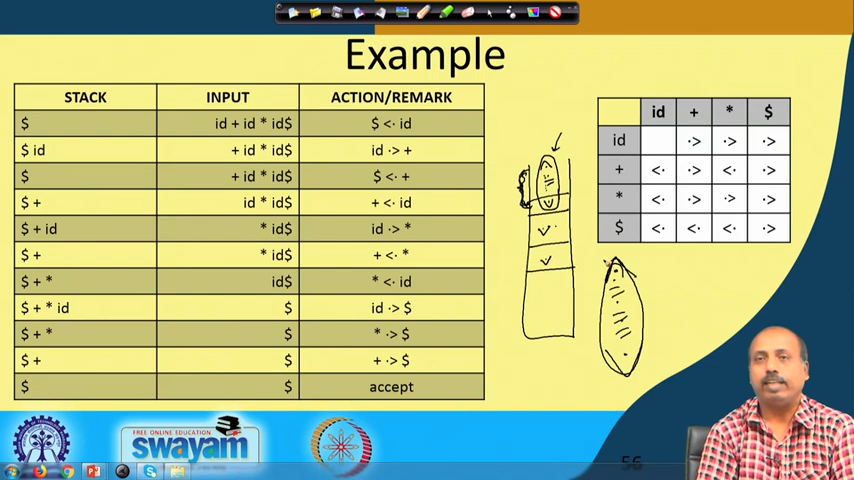 Example
STACK INPUT ACTION/REMARK
$ id + id * id$ $ <· id
$ id + id * id$ id ·> +
$ + id * id$ $ <· +
$ + id * id$ + <· id
$ + id * id$ id ·> *
$ + * id$ + <· *
$ + * id$ * <· id
$ + * id $ id ·> $
$ + * $ * ·> $
$ + $ + ·> $
$ $ accept
id + * $
id ·> ·> ·>
+ <· ·> <· ·>
* <· ·> ·> ·>
$ <· <· <· ·>
FREE ONLINE EDUCATION
swayam
56